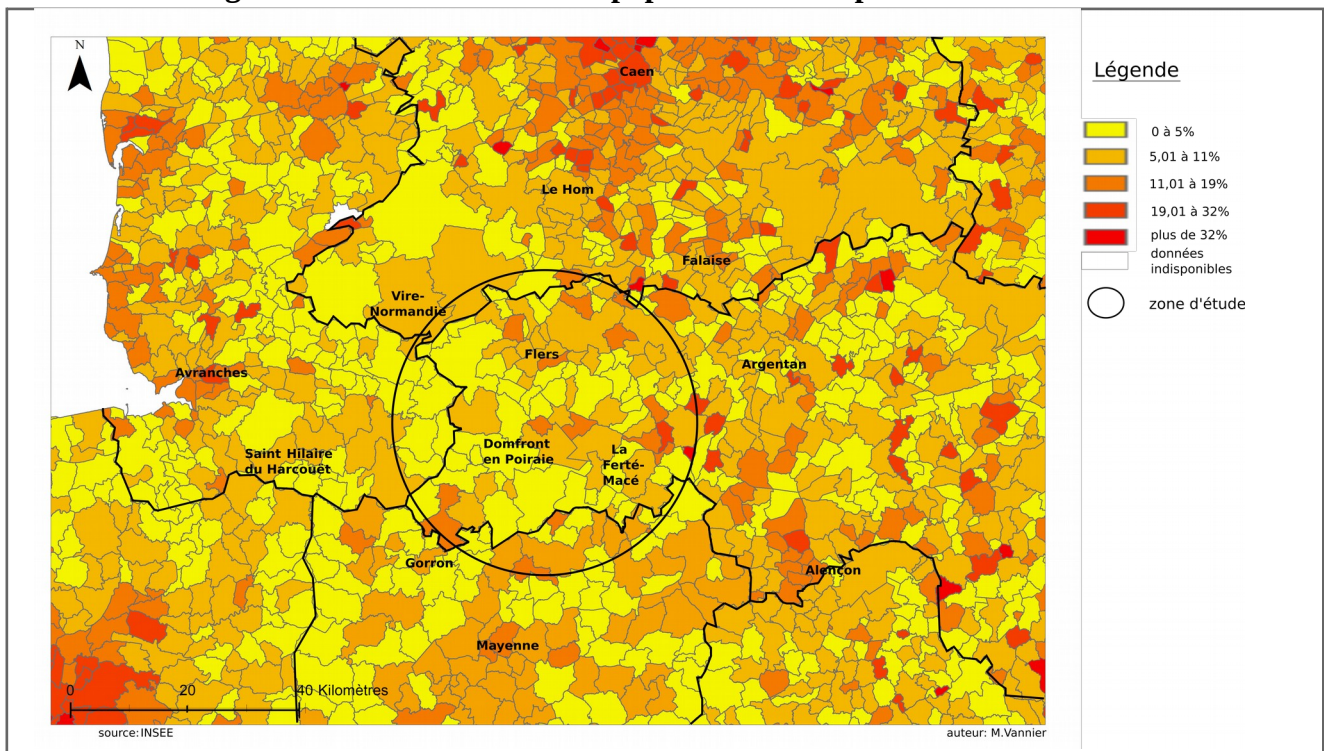 N
Caen
Le Hom
Falaise
Vire-
Normandie
Flers
Argentan
Avranches
Domfront
en Poiraie
La
Ferté-
Macé
Saint Hilaire
du Harcouët
Gorron
Alençon
Mayenne
0 20 40 Kilomètres
source: INSEE
auteur: M.Vannier
Légende
0 à 5%
5,01 à 11%
11,01 à 19%
19,01 à 32%
plus de 32%
données
indisponibles
zone d'étude